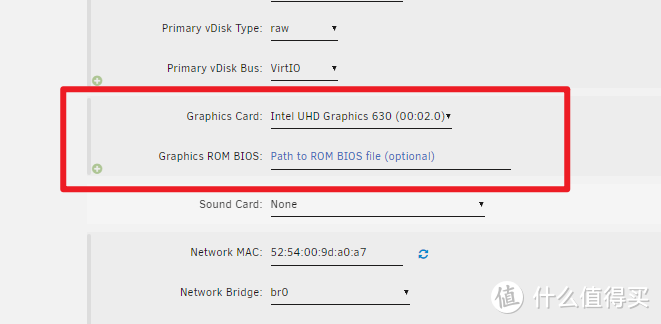 Primary vDisk Type: raw
Primary vDisk Bus: VirtIO
Graphics Card: Intel UHD Graphics 630 (00:02.0)
Graphics ROM BIOS: Path to ROM BIOS file (optional)
Sound Card: None
Network MAC: 52:54:00:9d:a0:a7
Network Bridge: br0
值 什么值得买